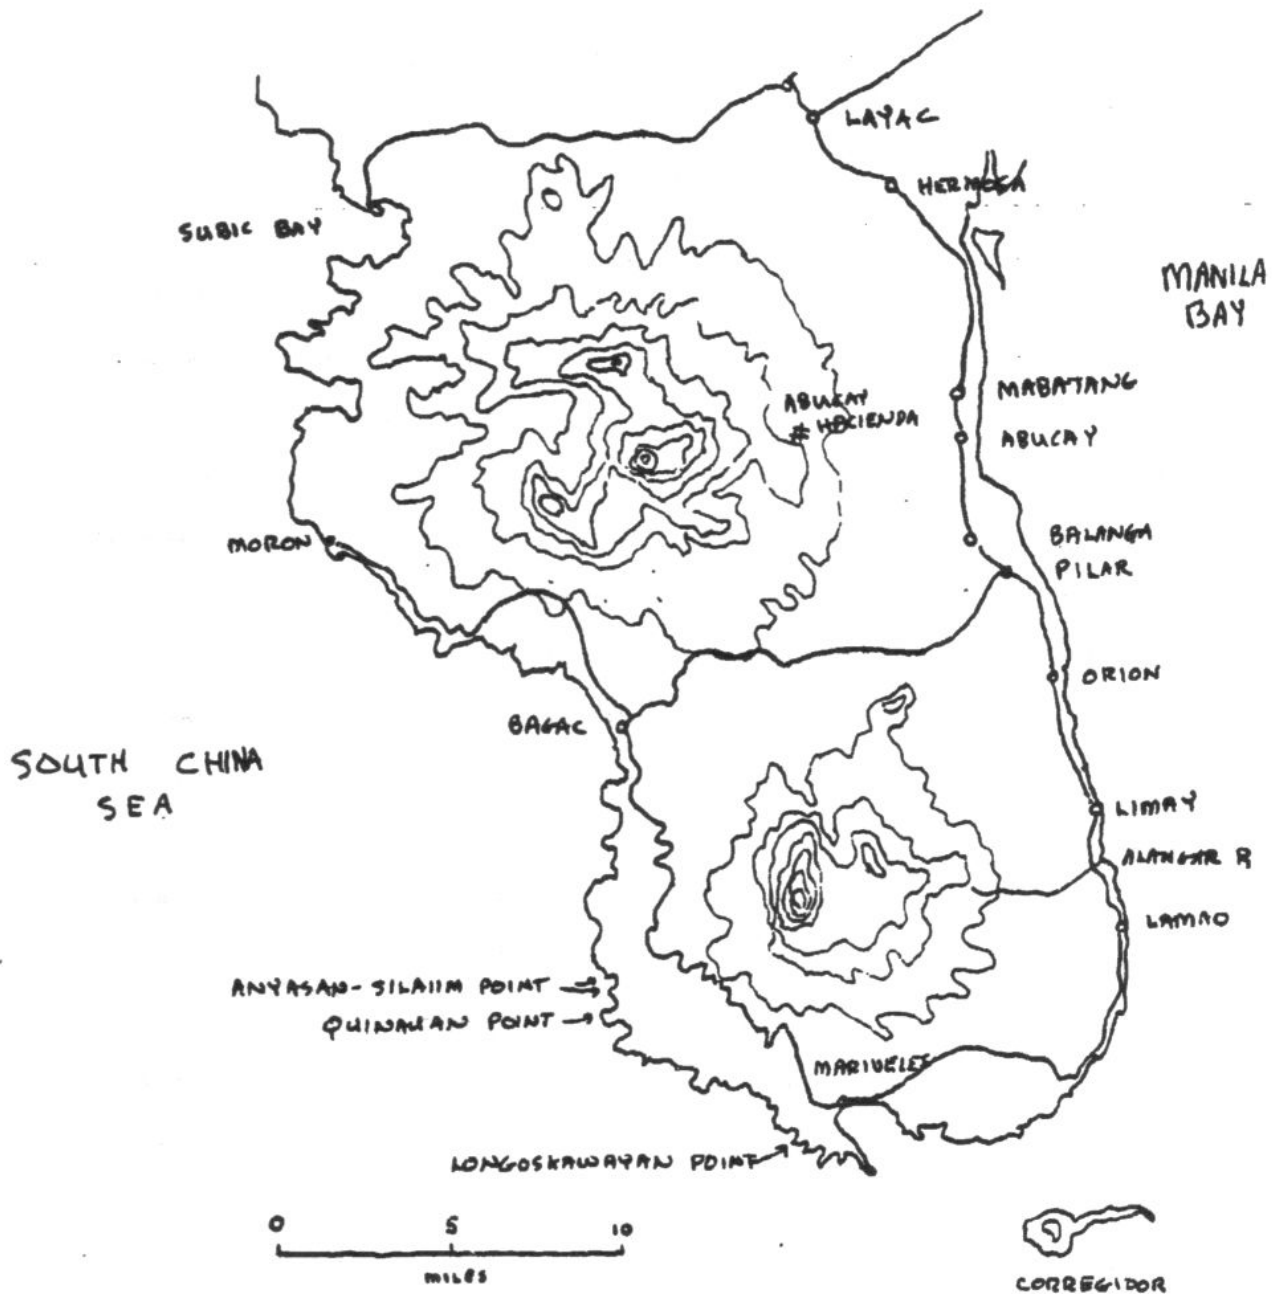 LAYAC
HERMOSA
SUBIC BAY
MANILA
BAY
MABATANG
ABUCAY
HACIENDA
ABUCAY
MORON
BALANGA
PILAR
ORION
BAGAC
SOUTH CHINA
SEA
LIMAY
ALANGAR R
LAMAO
ANYASAN-SILAIIM POINT
QUINAUAN POINT
MARIVELES
LONGOSKAWAYAN POINT
0 5 10
MILES
CORREGIDOR